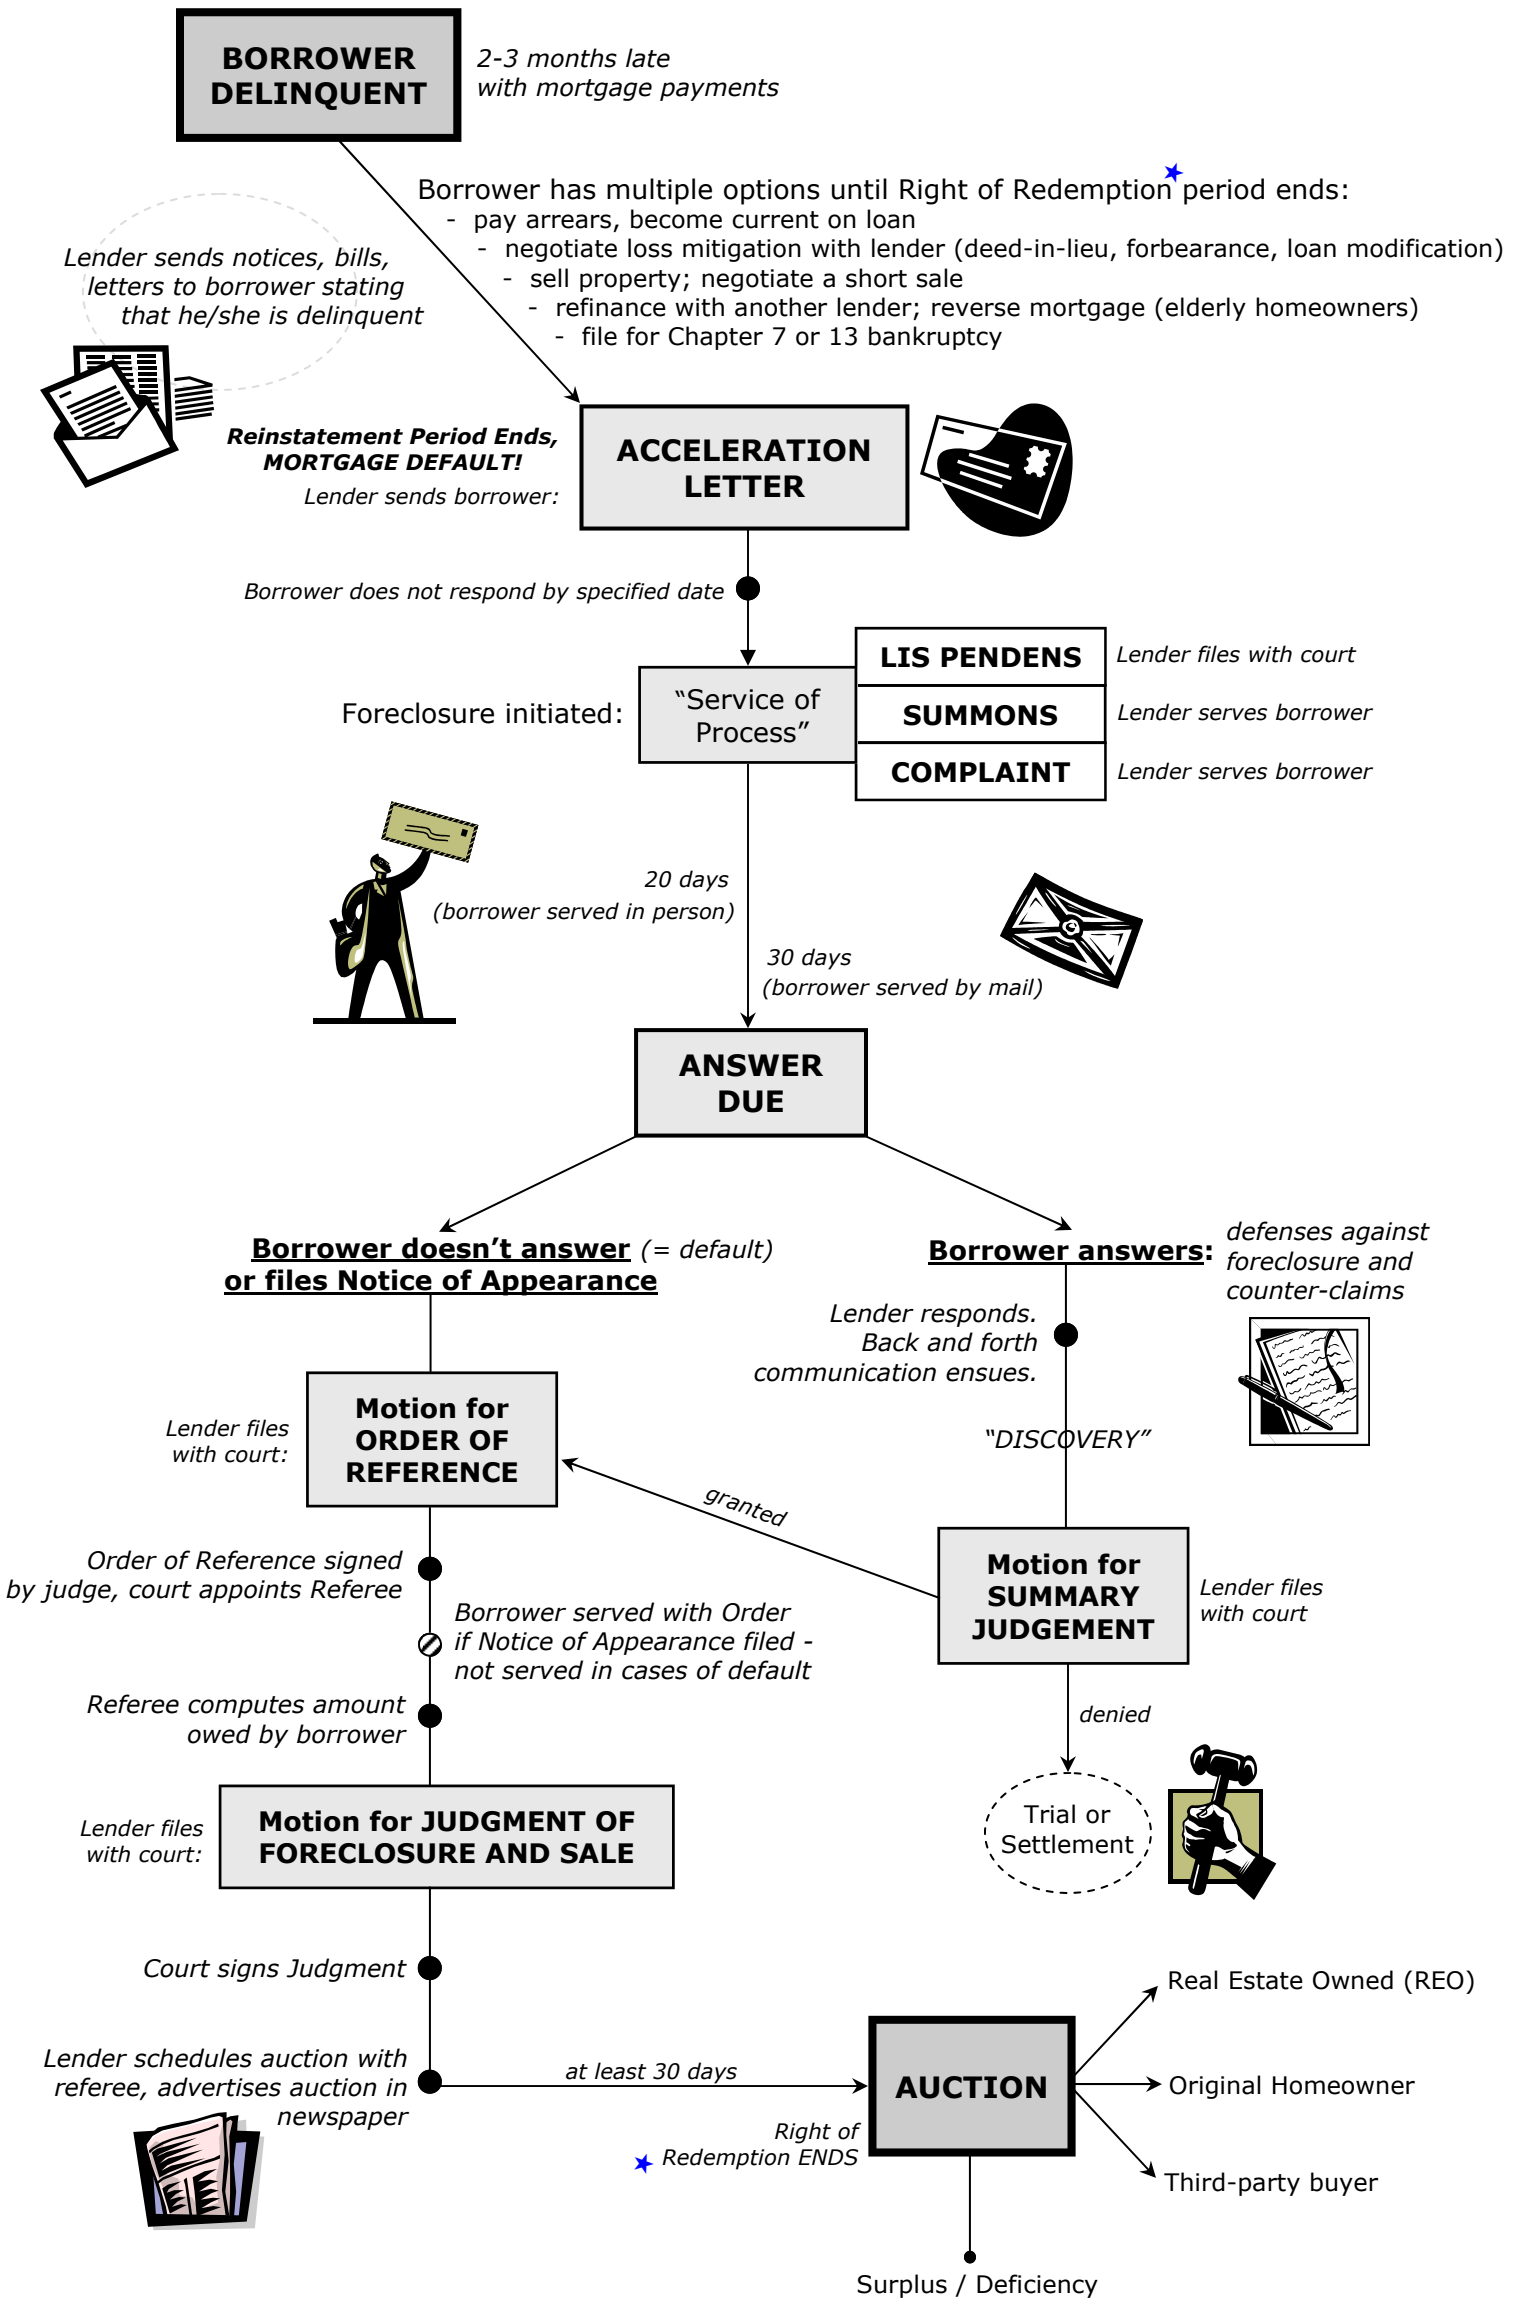 BORROWER
DELINQUENT
2-3 months late
with mortgage payments
Borrower has multiple options until Right of Redemption period ends:
- pay arrears, become current on loan
- negotiate loss mitigation with lender (deed-in-lieu, forbearance, loan modification)
- sell property; negotiate a short sale
- refinance with another lender; reverse mortgage (elderly homeowners)
- file for Chapter 7 or 13 bankruptcy
Lender sends notices, bills,
letters to borrower stating
that he/she is delinquent
Reinstatement Period Ends,
MORTGAGE DEFAULT!
Lender sends borrower:
ACCELERATION
LETTER
Borrower does not respond by specified date
Foreclosure initiated:
“Service of
Process”
LIS PENDENS
Lender files with court
SUMMONS
Lender serves borrower
COMPLAINT
Lender serves borrower
20 days
(borrower served in person)
30 days
(borrower served by mail)
ANSWER
DUE
Borrower doesn’t answer (= default)
or files Notice of Appearance
Borrower answers:
defenses against
foreclosure and
counter-claims
Lender responds.
Back and forth
communication ensues.
“DISCOVERY”
Lender files
with court:
Motion for
ORDER OF
REFERENCE
granted
Motion for
SUMMARY
JUDGEMENT
Lender files
with court
Order of Reference signed
by judge, court appoints Referee
Borrower served with Order
if Notice of Appearance filed -
not served in cases of default
Referee computes amount
owed by borrower
denied
Trial or
Settlement
Lender files
with court:
Motion for JUDGMENT OF
FORECLOSURE AND SALE
Court signs Judgment
Lender schedules auction with
referee, advertises auction in
newspaper
at least 30 days
AUCTION
Right of
Redemption ENDS
Real Estate Owned (REO)
Original Homeowner
Third-party buyer
Surplus / Deficiency